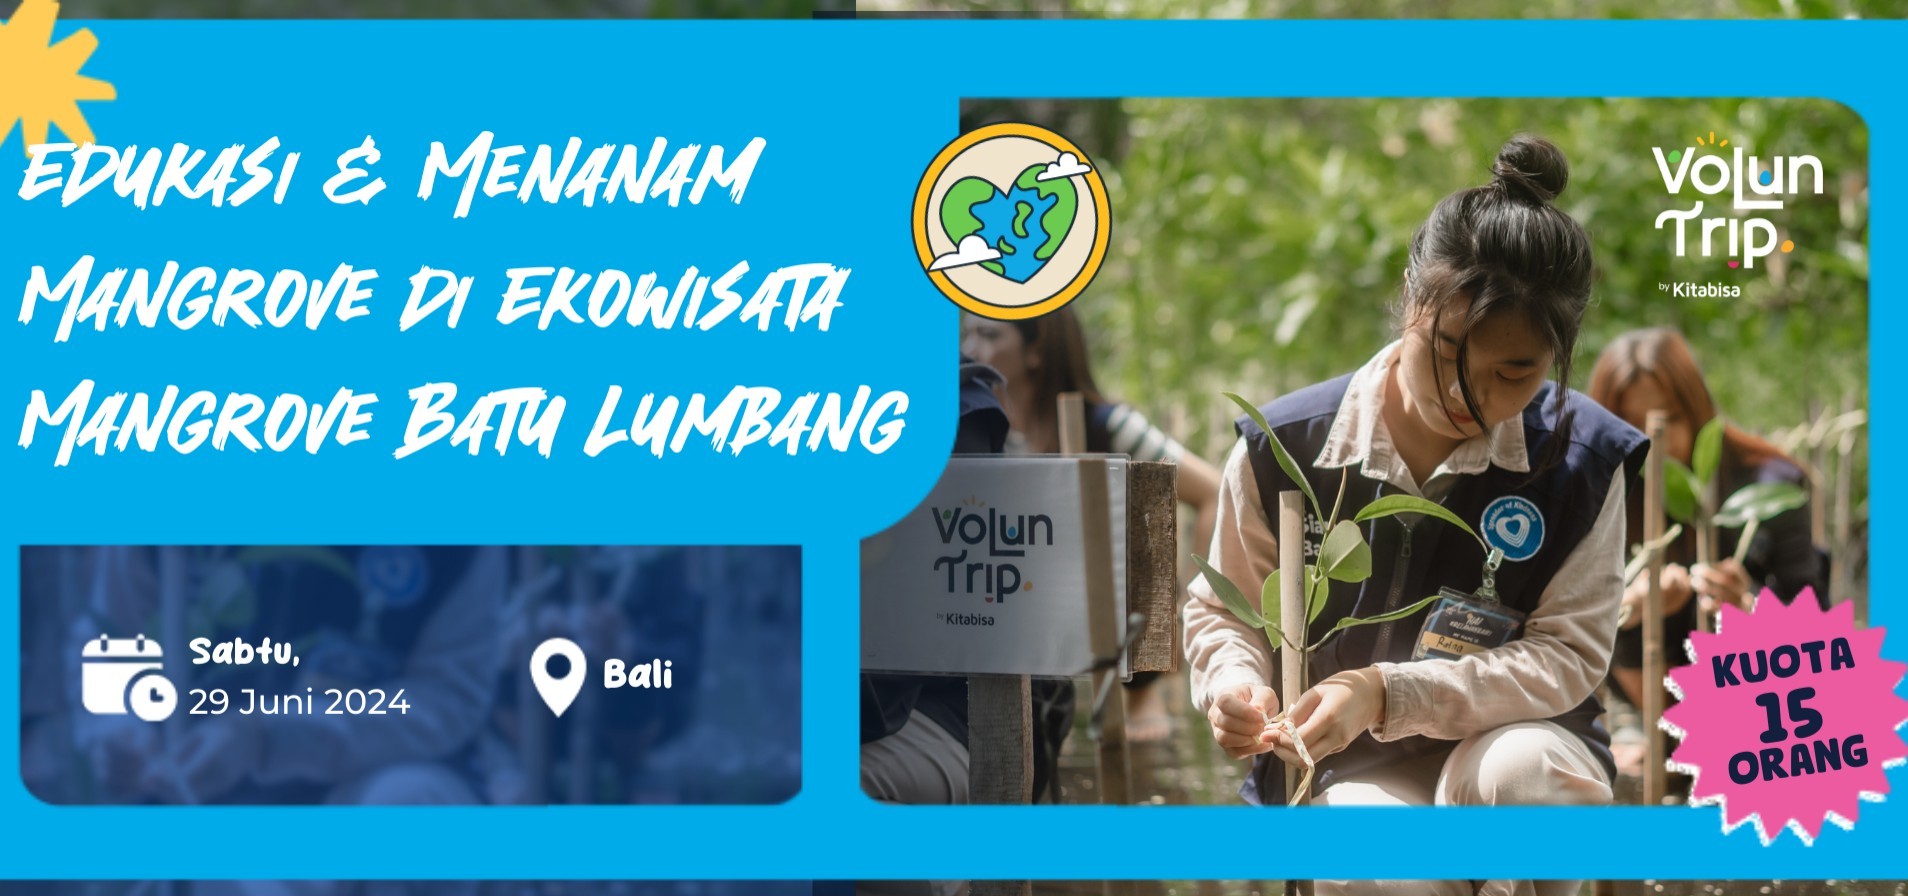 EDUKASI & MENANAM
MANGROVE DI EKOWISATA
MANGROVE BATU LUMBANG
Sabtu,
29 Juni 2024
Bali
Volun
Trip.
by Kitabisa
Volun
Trip.
by Kitabisa
KUOTA
15
ORANG